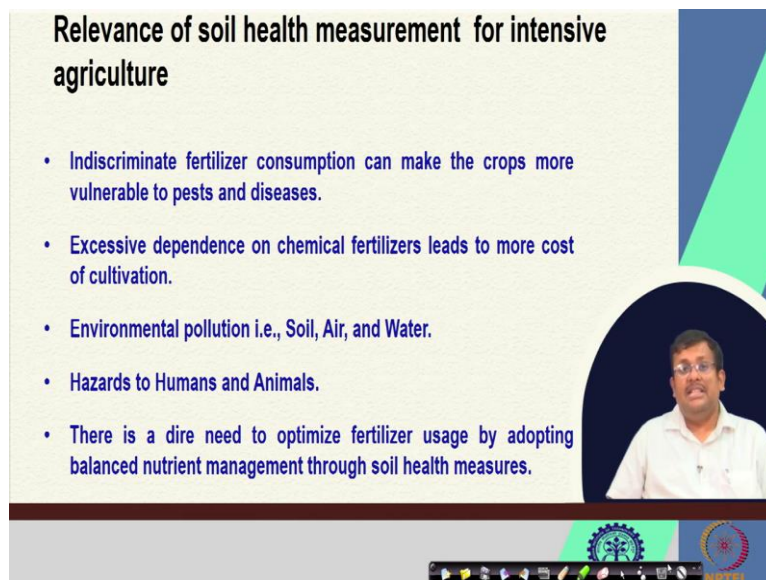 Relevance of soil health measurement for intensive
agriculture
• Indiscriminate fertilizer consumption can make the crops more
vulnerable to pests and diseases.
• Excessive dependence on chemical fertilizers leads to more cost
of cultivation.
• Environmental pollution i.e., Soil, Air, and Water.
• Hazards to Humans and Animals.
• There is a dire need to optimize fertilizer usage by adopting
balanced nutrient management through soil health measures.